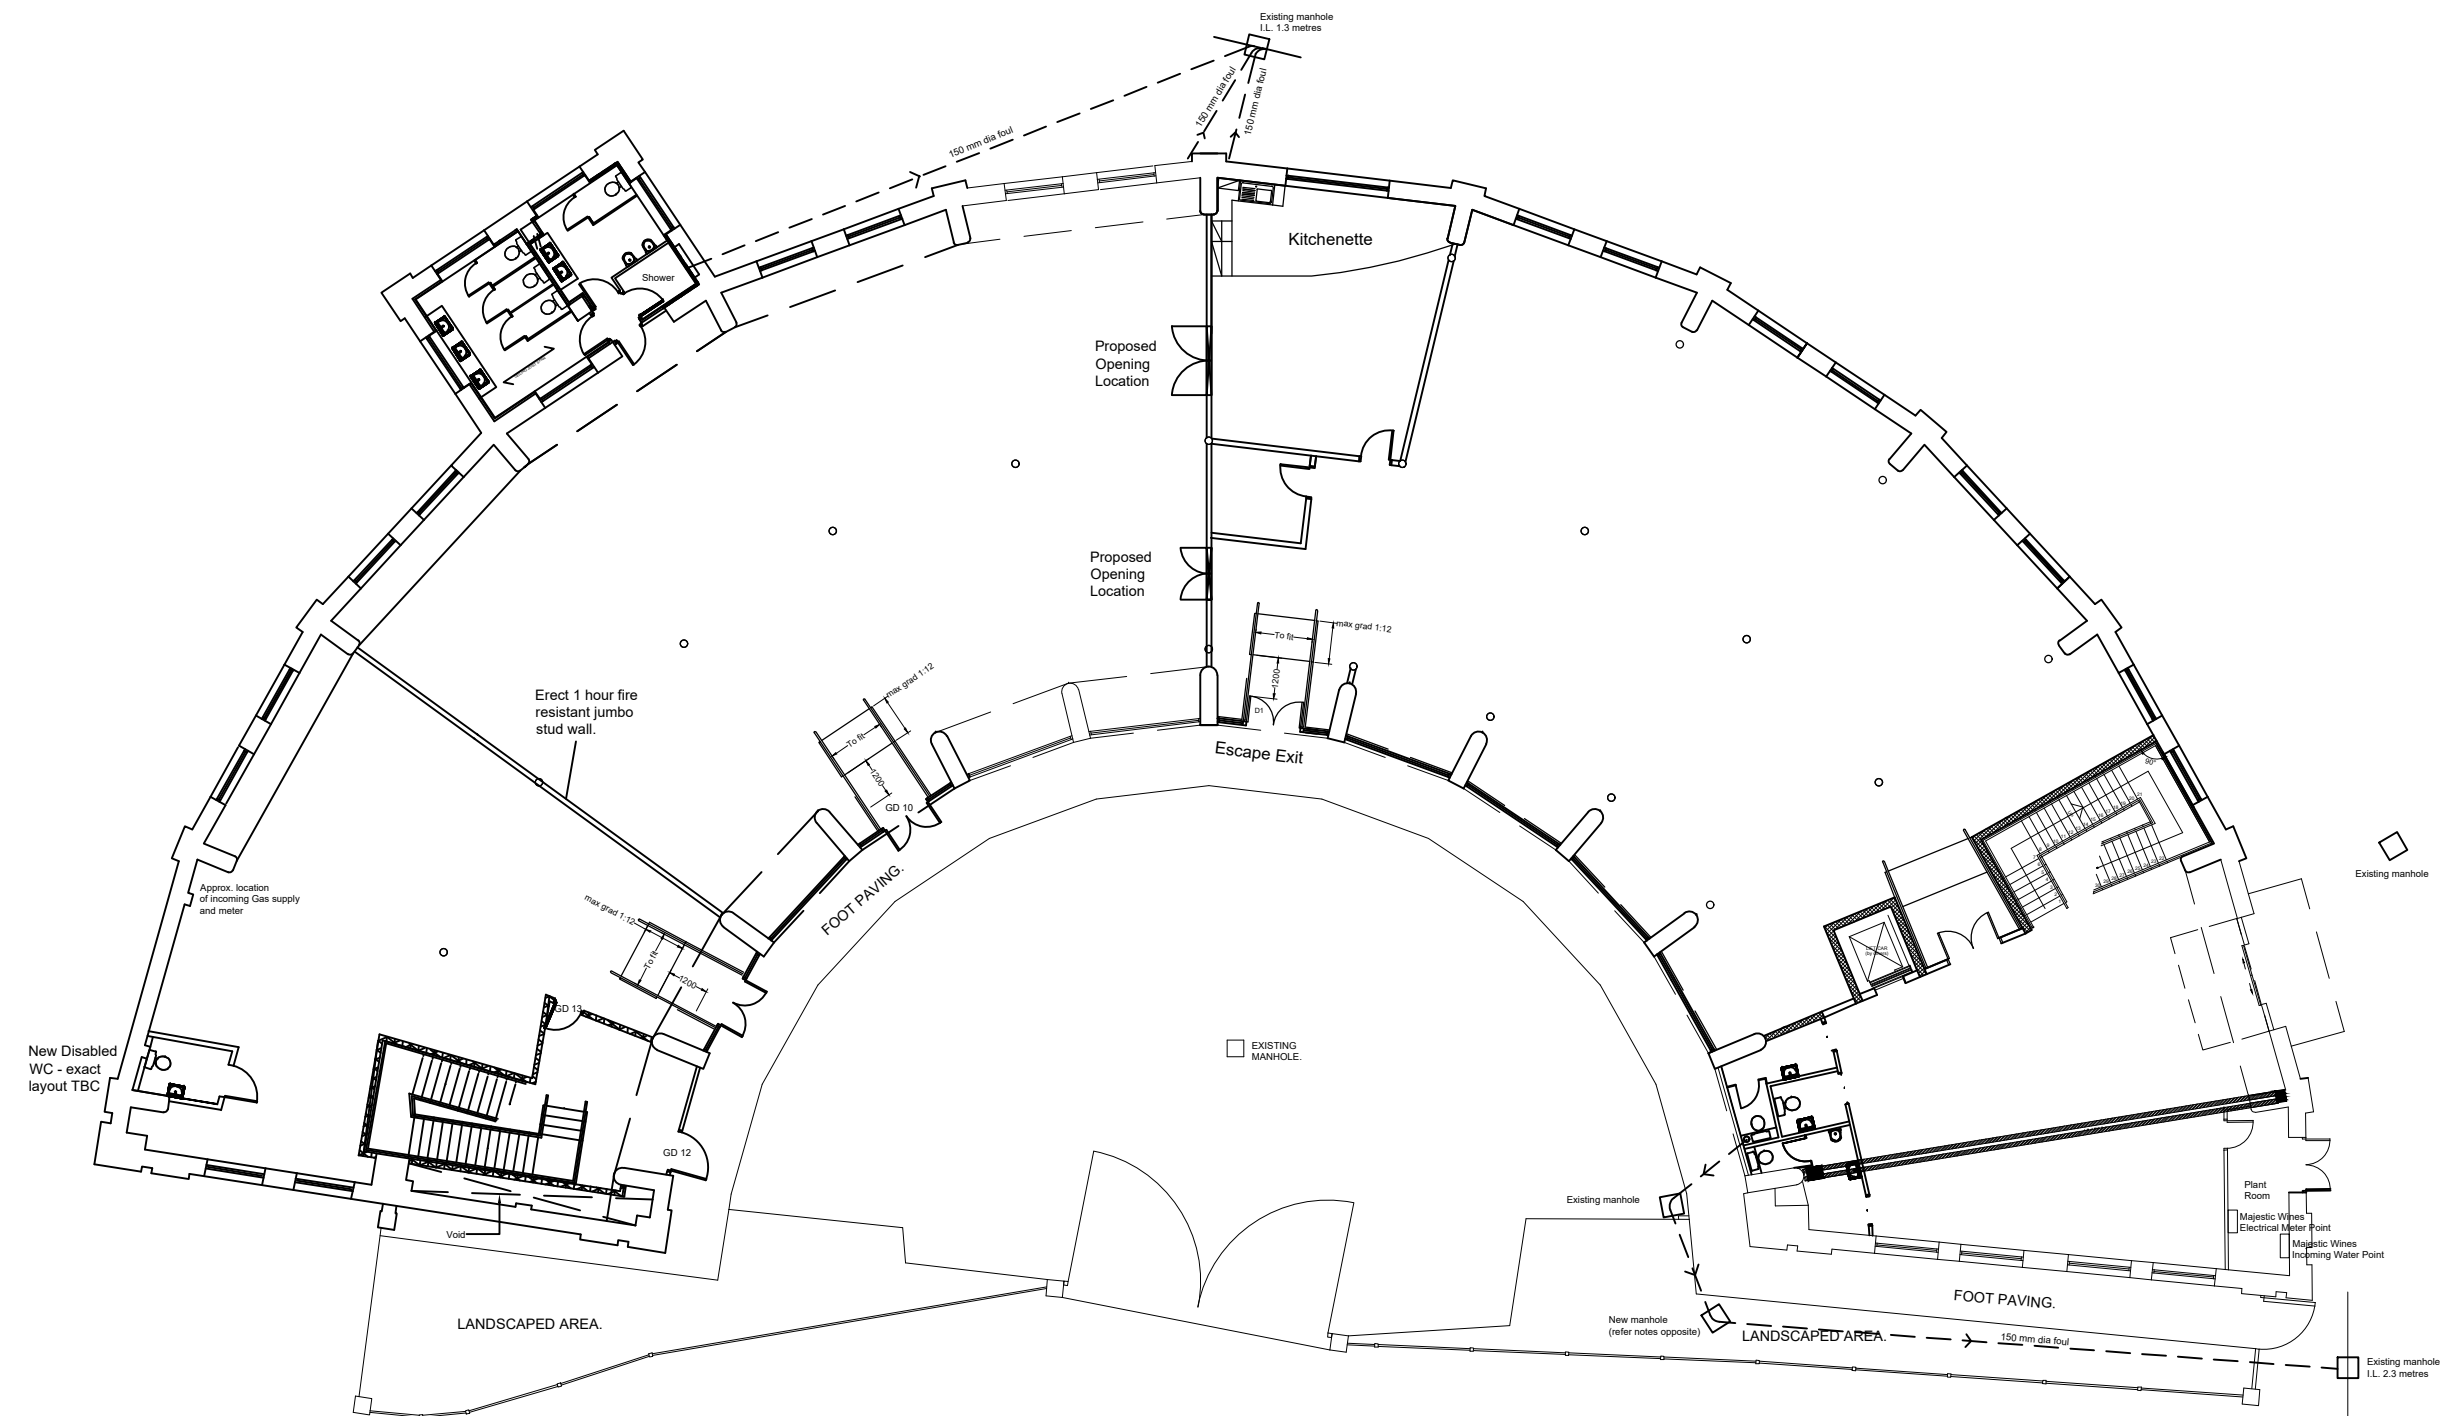 Existing manhole
I.L. 1.3 metres
150 mm dia foul
150 mm dia foul
150 mm dia foul
Shower
Kitchenette
Proposed
Opening
Location
Proposed
Opening
Location
To fit
max grad 1:12
1200
D1
Escape Exit
Erect 1 hour fire
resistant jumbo
stud wall.
max grad 1:12
To fit
1200
GD 10
FOOT PAVING.
90°
Existing manhole
Approx. location
of incoming Gas supply
and meter
max grad 1:12
To fit
1200
GD 13
LIFT CAR
New Disabled
WC - exact
layout TBC
EXISTING
MANHOLE.
GD 12
Void
Existing manhole
Plant
Room
Majestic Wines
Electrical Meter Point
Majestic Wines
Incoming Water Point
LANDSCAPED AREA.
New manhole
(refer notes opposite)
FOOT PAVING.
LANDSCAPED AREA.
150 mm dia foul
Existing manhole
I.L. 2.3 metres